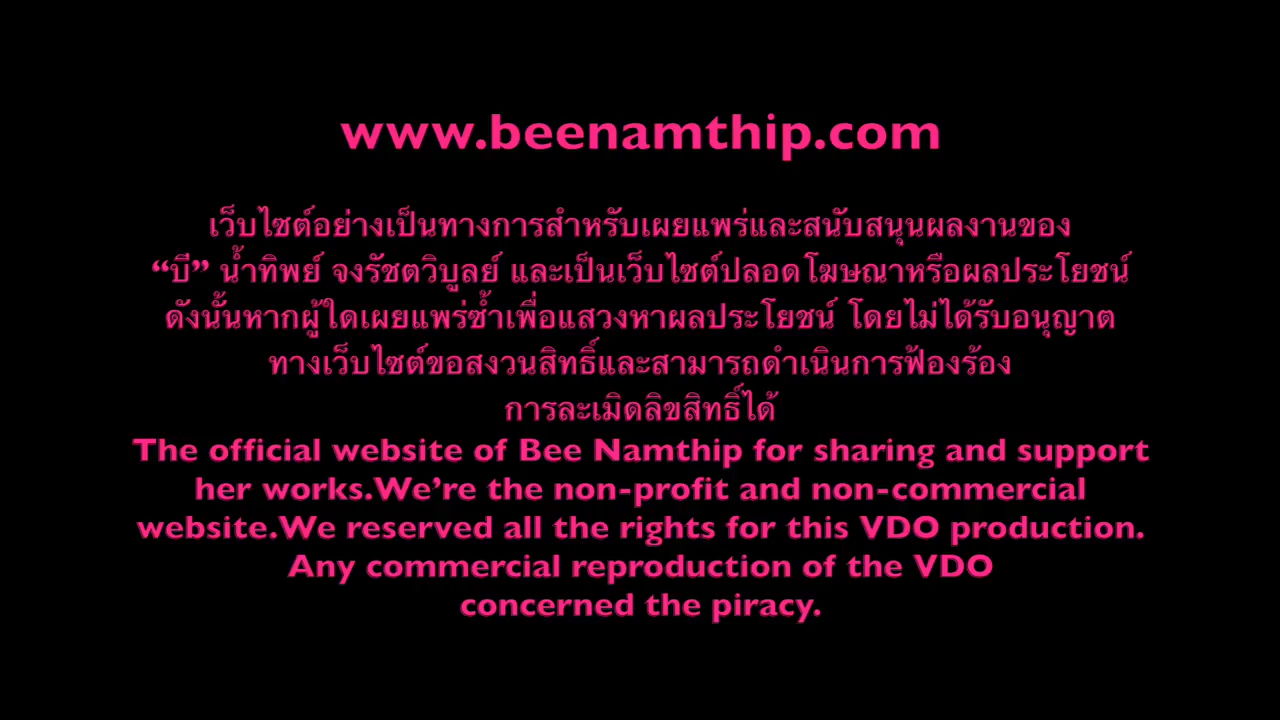 www.beenamthip.com
เว็บไซต์อย่างเป็นทางการสำหรับเผยแพร่และสนับสนุนผลงานของ
“บี” น้ำทิพย์ จงรัชตวิบูลย์ และเป็นเว็บไซต์ปลอดโฆษณาหรือผลประโยชน์
ดังนั้นหากผู้ใดเผยแพร่ซ้ำเพื่อแสวงหาผลประโยชน์ โดยไม่ได้รับอนุญาต
ทางเว็บไซต์ขอสงวนสิทธิ์และสามารถดำเนินการฟ้องร้อง
การละเมิดลิขสิทธิ์ได้
The official website of Bee Namthip for sharing and support
her works.We’re the non-profit and non-commercial
website.We reserved all the rights for this VDO production.
Any commercial reproduction of the VDO
concerned the piracy.